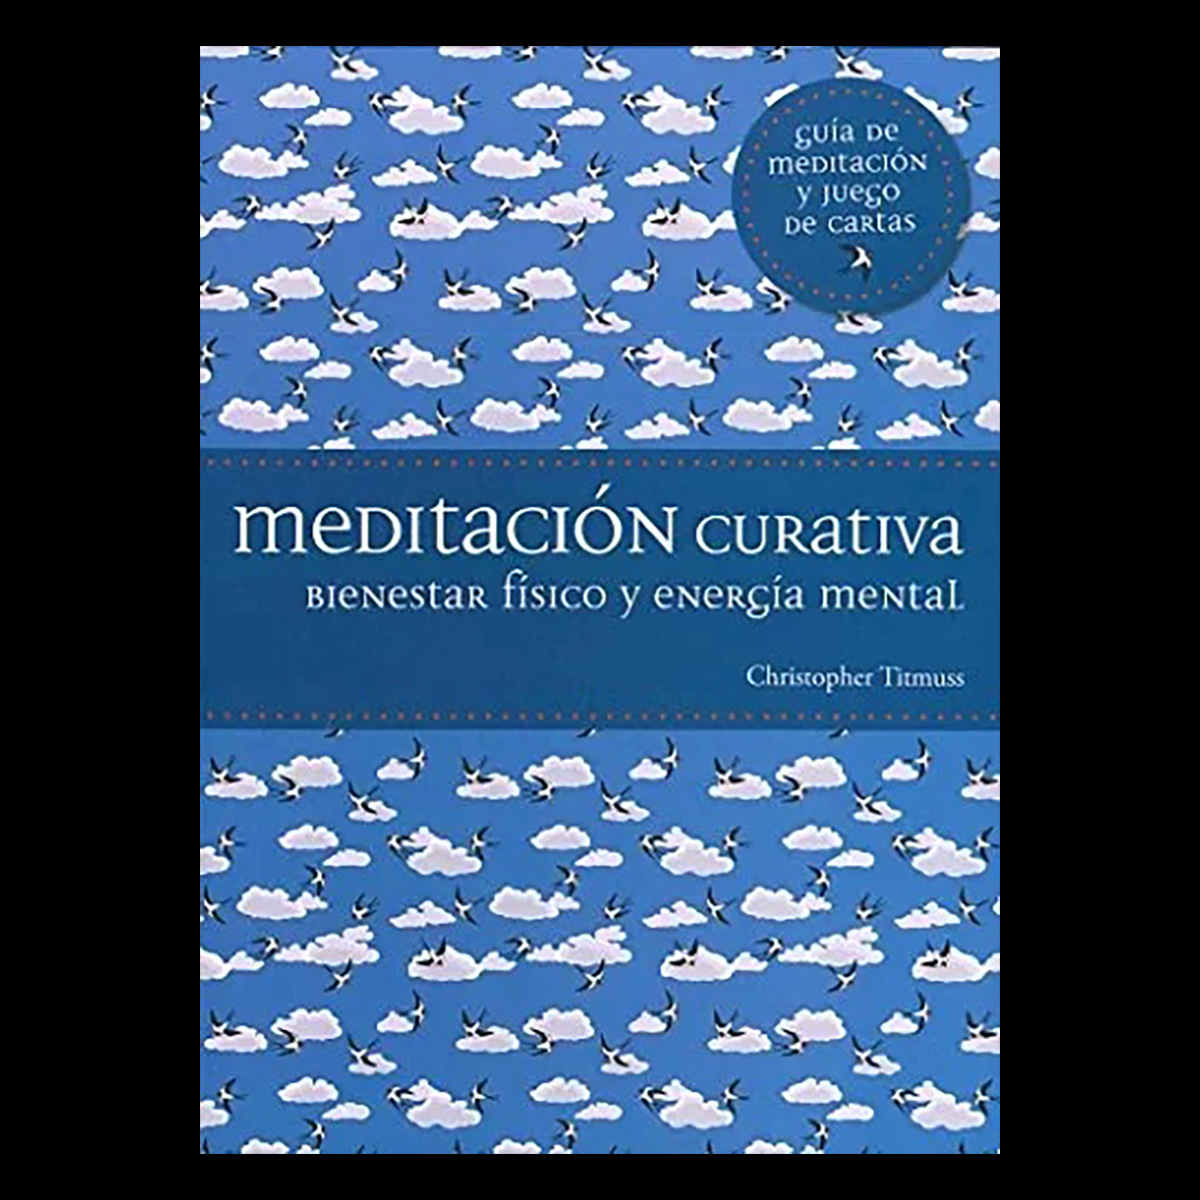 guía de
meditación
y juego
de cartas
meditación curativa
bienestar físico y energía mental
Christopher Titmuss